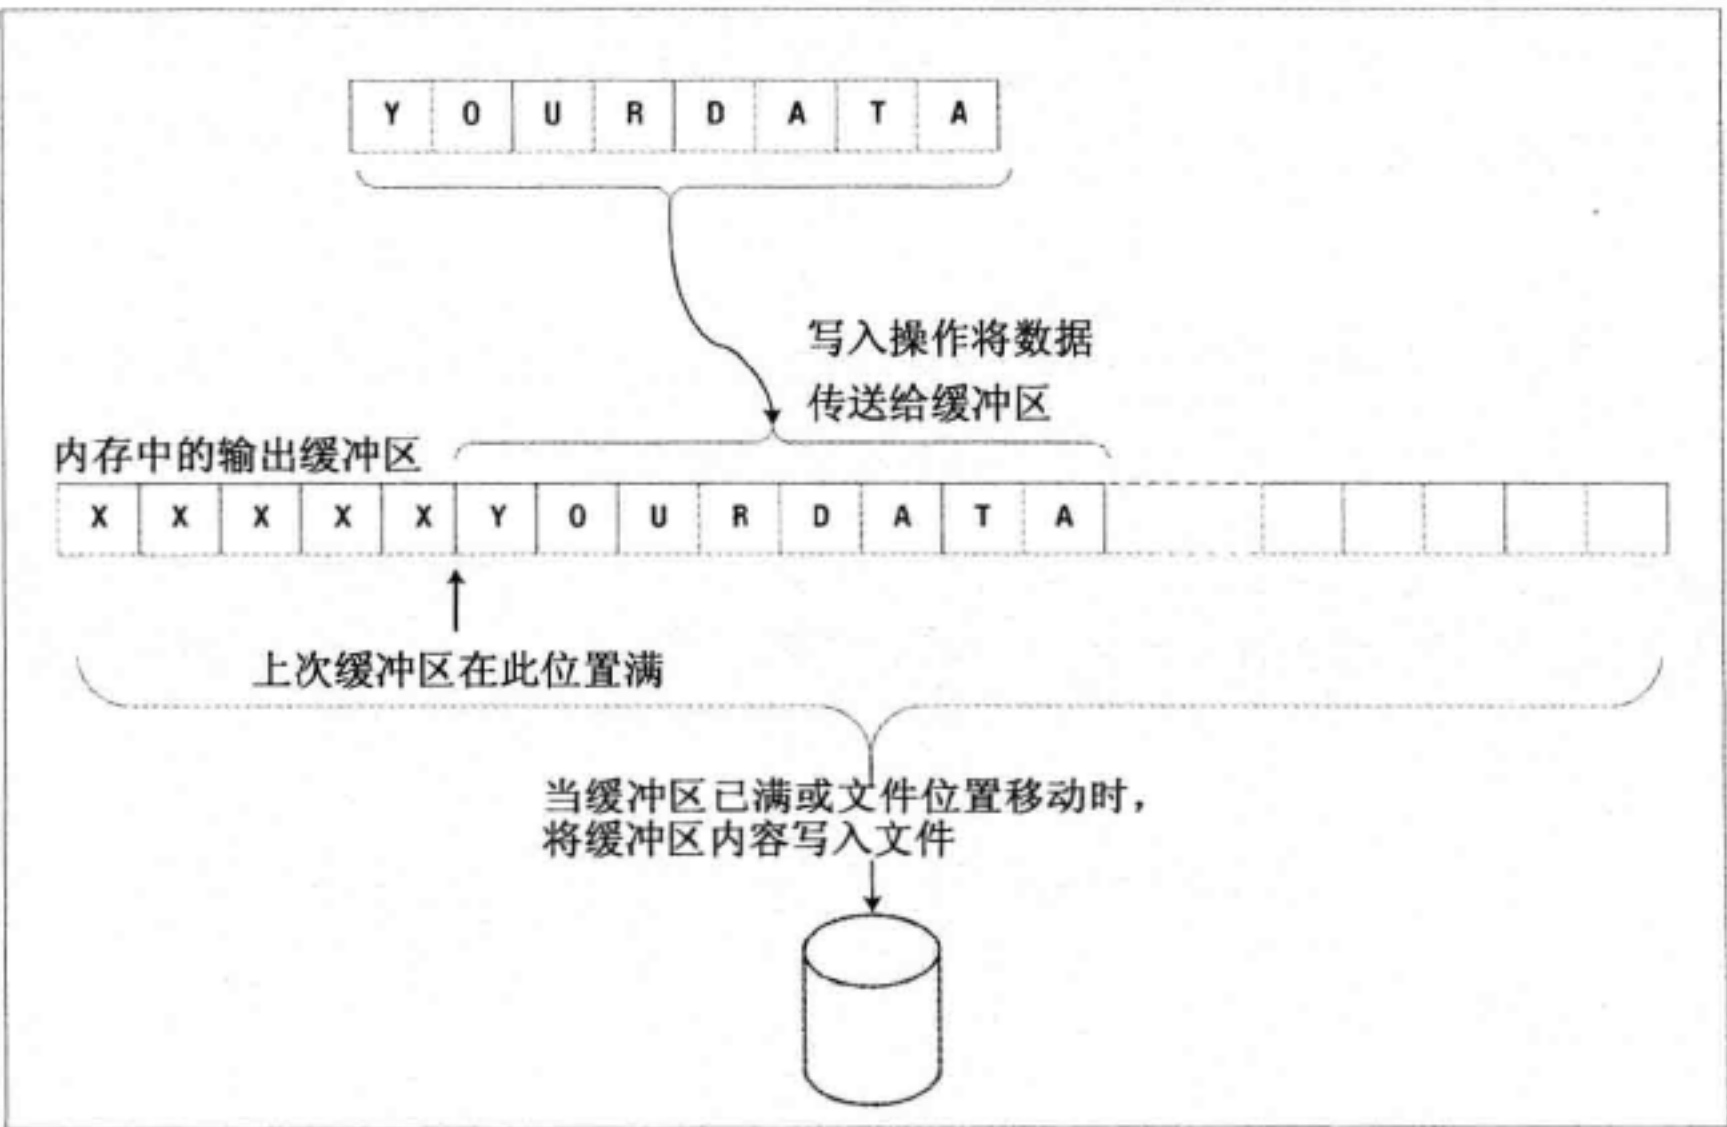 Y O U R D A T A
写入操作将数据
传送给缓冲区
内存中的输出缓冲区
X X X X X Y O U R D A T A
上次缓冲区在此位置满
当缓冲区已满或文件位置移动时，
将缓冲区内容写入文件